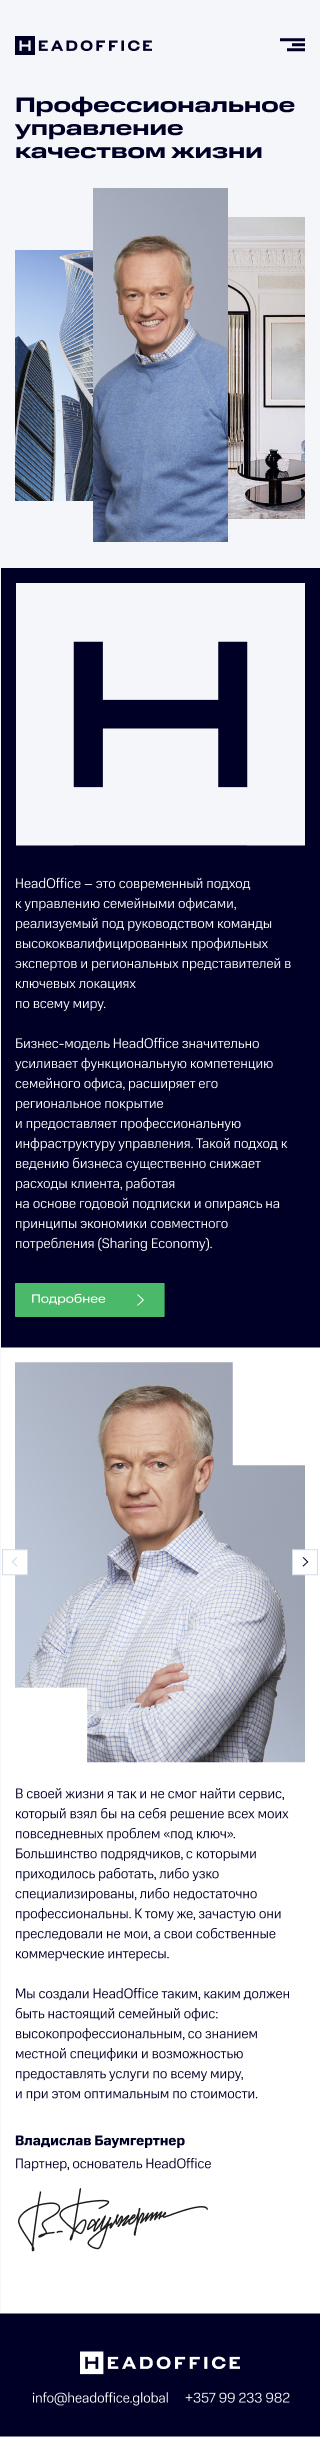 HEADOFFICE
Профессиональное
управление
качеством жизни
H
HeadOffice – это современный подход
к управлению семейными офисами,
реализуемый под руководством команды
высококвалифицированных профильных
экспертов и региональных представителей в
ключевых локациях
по всему миру.
Бизнес-модель HeadOffice значительно
усиливает функциональную компетенцию
семейного офиса, расширяет его
региональное покрытие
и предоставляет профессиональную
инфраструктуру управления. Такой подход к
ведению бизнеса существенно снижает
расходы клиента, работая
на основе годовой подписки и опираясь на
принципы экономики совместного
потребления (Sharing Economy).
Подробнее
В своей жизни я так и не смог найти сервис,
который взял бы на себя решение всех моих
повседневных проблем «под ключ».
Большинство подрядчиков, с которыми
приходилось работать, либо узко
специализированы, либо недостаточно
профессиональны. К тому же, зачастую они
преследовали не мои, а свои собственные
коммерческие интересы.
Мы создали HeadOffice таким, каким должен
быть настоящий семейный офис:
высокопрофессиональным, со знанием
местной специфики и возможностью
предоставлять услуги по всему миру,
и при этом оптимальным по стоимости.
Владислав Баумгертнер
Партнер, основатель HeadOffice
В. Баумгертнер
HEADOFFICE
info@headoffice.global +357 99 233 982